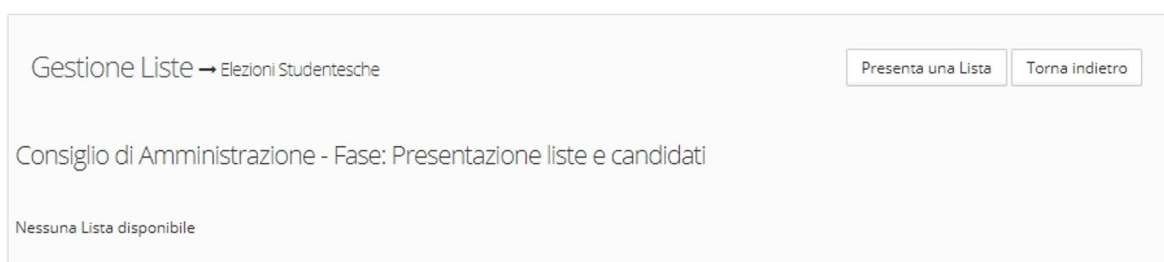 Gestione Liste → Elezioni Studentesche
Presenta una Lista
Torna indietro
Consiglio di Amministrazione - Fase: Presentazione liste e candidati
Nessuna Lista disponibile